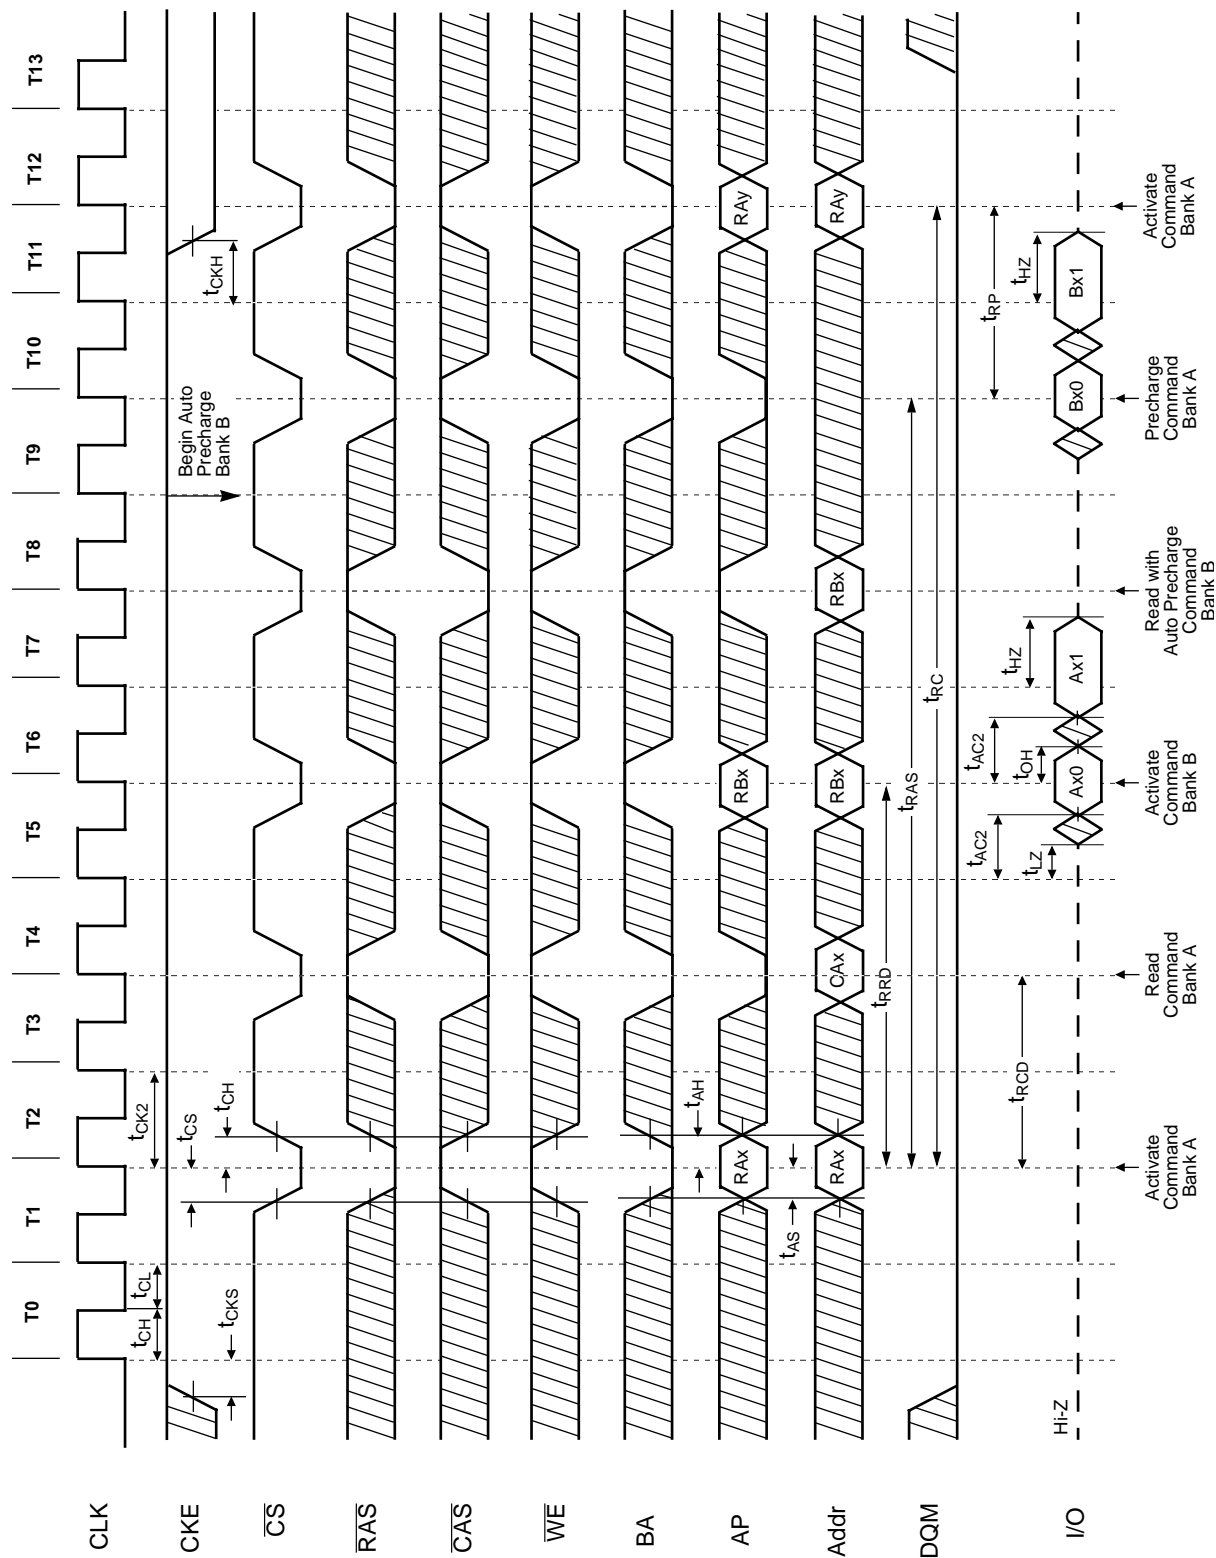 T0 T1 T2 T3 T4 T5 T6 T7 T8 T9 T10 T11 T12 T13
CLK
tCH tCL tCK2
CKE
tCKS
tCS
tCH
Begin Auto
Precharge
Bank B
tCKH
CS
RAS
CAS
WE
BA
tAH
AP
RAx RBx RAy
tAS
Addr
RAx CAx RBx RBx RAy
tRRD
tRAS
tRC
DQM
tRCD
tAC2 tAC2
tRP
tLZ tOH tHZ tHZ
I/O
Hi-Z
Ax0 Ax1 Bx0 Bx1
Activate
Command
Bank A
Read
Command
Bank A
Activate
Command
Bank B
Read with
Auto Precharge
Command
Bank B
Precharge
Command
Bank A
Activate
Command
Bank A